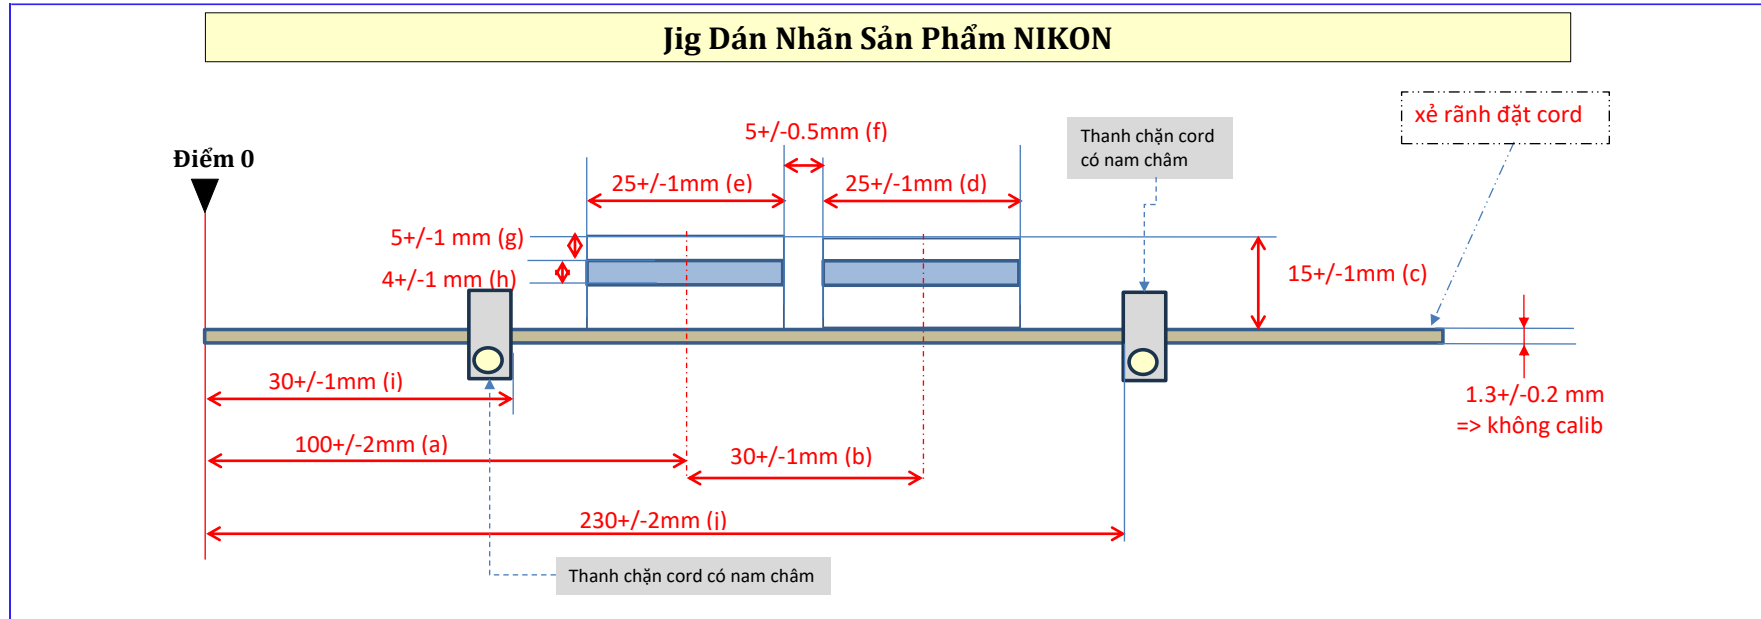 Jig Dán Nhãn Sản Phẩm NIKON
xẻ rãnh đặt cord
5+/-0.5mm (f)
Thanh chặn cord
có nam châm
Điểm 0
25+/-1mm (e)
25+/-1mm (d)
5+/-1 mm (g)
4+/-1 mm (h)
15+/-1mm (c)
30+/-1mm (i)
1.3+/-0.2 mm
=> không calib
100+/-2mm (a)
30+/-1mm (b)
230+/-2mm (j)
Thanh chặn cord có nam châm